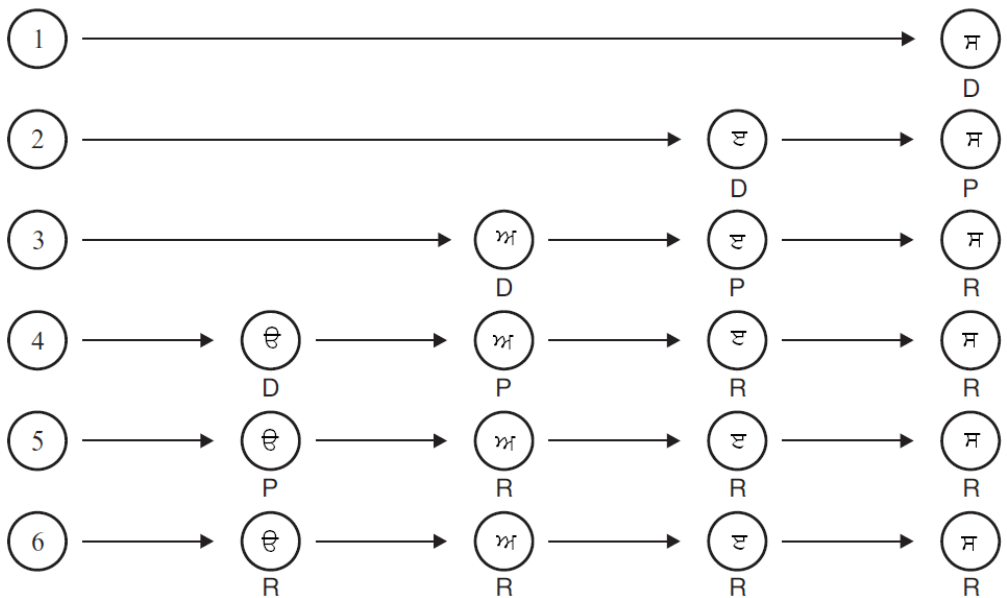 1 ਸ
D
2 ੲ ਸ
D P
3 ਅ ੲ ਸ
D P R
4 ੳ ਅ ੲ ਸ
D P R R
5 ੳ ਅ ੲ ਸ
P R R R
6 ੳ ਅ ੲ ਸ
R R R R